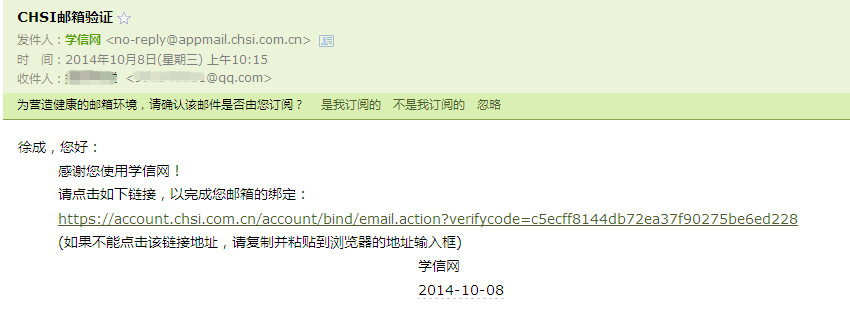 CHSI邮箱验证
发件人：学信网 <no-reply@appmail.chsi.com.cn>
时 间：2014年10月8日(星期三) 上午10:15
收件人： @qq.com>
为营造健康的邮箱环境，请确认该邮件是否由您订阅？ 是我订阅的 不是我订阅的 忽略
徐成，您好：
感谢您使用学信网！
请点击如下链接，以完成您邮箱的绑定：
https://account.chsi.com.cn/account/bind/email.action?verifycode=c5ecff8144db72ea37f90275be6ed228
(如果不能点击该链接地址，请复制并粘贴到浏览器的地址输入框)
学信网
2014-10-08